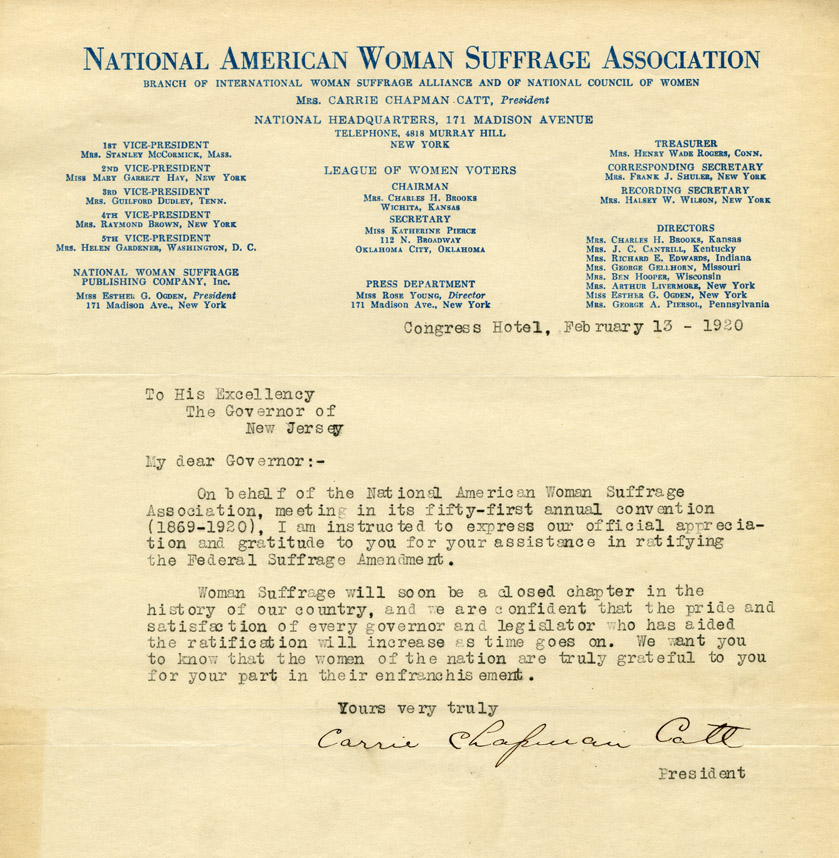 NATIONAL AMERICAN WOMAN SUFFRAGE ASSOCIATION
BRANCH OF INTERNATIONAL WOMAN SUFFRAGE ALLIANCE AND OF NATIONAL COUNCIL OF WOMEN
MRS. CARRIE CHAPMAN CATT, President
NATIONAL HEADQUARTERS, 171 MADISON AVENUE
TELEPHONE, 4818 MURRAY HILL
NEW YORK
1ST VICE-PRESIDENT
MRS. STANLEY MCCORMICK, MASS.
2ND VICE-PRESIDENT
MISS MARY GARRETT HAY, NEW YORK
3RD VICE-PRESIDENT
MRS. GUILFORD DUDLEY, TENN.
4TH VICE-PRESIDENT
MRS. RAYMOND BROWN, NEW YORK
5TH VICE-PRESIDENT
MRS. HELEN GARDENER, WASHINGTON, D. C.
NATIONAL WOMAN SUFFRAGE
PUBLISHING COMPANY, Inc.
MISS ESTHER G. OGDEN, President
171 Madison Ave., New York
LEAGUE OF WOMEN VOTERS
CHAIRMAN
MRS. CHARLES H. BROOKS
WICHITA, KANSAS
SECRETARY
MISS KATHERINE PIERCE
112 N. BROADWAY
OKLAHOMA CITY, OKLAHOMA
PRESS DEPARTMENT
MISS ROSE YOUNG, Director
171 Madison Ave., New York
TREASURER
MRS. HENRY WADE ROGERS, CONN.
CORRESPONDING SECRETARY
MRS. FRANK J. SHULER, NEW YORK
RECORDING SECRETARY
MRS. HALSEY W. WILSON, NEW YORK
DIRECTORS
MRS. CHARLES H. BROOKS, Kansas
MRS. J. C. CANTRILL, Kentucky
MRS. RICHARD E. EDWARDS, Indiana
MRS. GEORGE GELLHORN, Missouri
MRS. BEN HOOPER, Wisconsin
MRS. ARTHUR LIVERMORE, New York
MISS ESTHER G. OGDEN, New York
MRS. GEORGE A. PIERSOL, Pennsylvania
Congress Hotel, February 13 - 1920
To His Excellency
The Governor of
New Jersey
My dear Governor:-
On behalf of the National American Woman Suffrage
Association, meeting in its fifty-first annual convention
(1869-1920), I am instructed to express our official apprecia-
tion and gratitude to you for your assistance in ratifying
the Federal Suffrage Amendment.
Woman Suffrage will soon be a closed chapter in the
history of our country, and we are confident that the pride and
satisfaction of every governor and legislator who has aided
the ratification will increase as time goes on. We want you
to know that the women of the nation are truly grateful to you
for your part in their enfranchisement.
Yours very truly
Carrie Chapman Catt
President